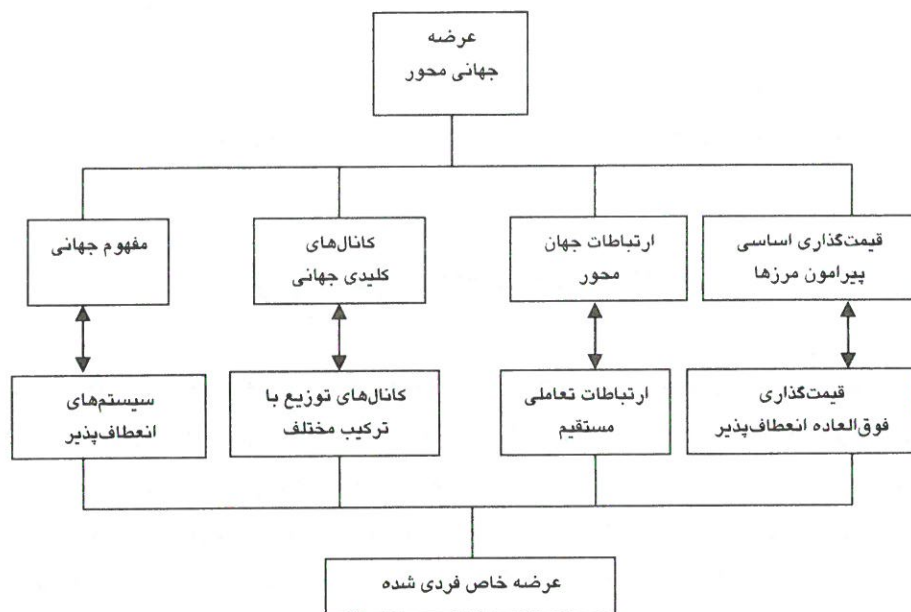 عرضه
جهانی محور
قیمت‌گذاری اساسی
پیرامون مرزها
ارتباطات جهان
محور
کانال‌های
کلیدی جهانی
مفهوم جهانی
قیمت‌گذاری
فوق‌العاده انعطاف‌پذیر
ارتباطات تعاملی
مستقیم
کانال‌های توزیع با
ترکیب مختلف
سیستم‌های
انعطاف‌پذیر
عرضه خاص فردی شده